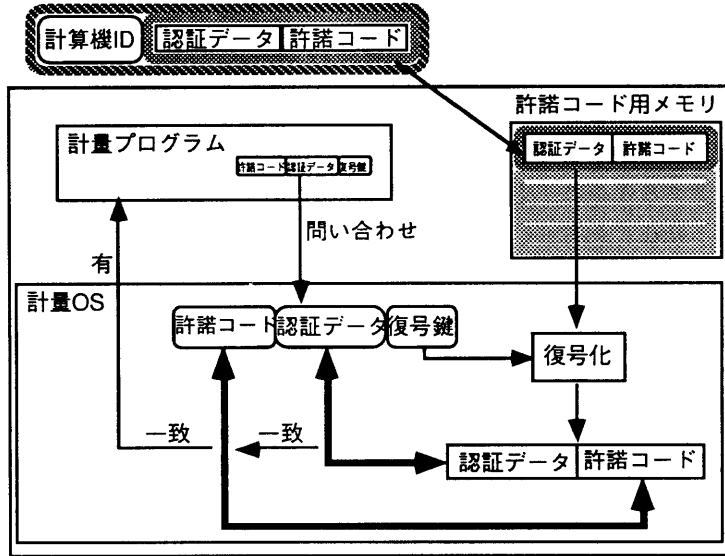 計算機ID 認証データ 許諾コード
許諾コード用メモリ
計量プログラム
認証データ 許諾コード
許諾コード 認証データ 復号鍵
問い合わせ
有
計量OS
許諾コード 認証データ 復号鍵
復号化
一致 一致
認証データ 許諾コード